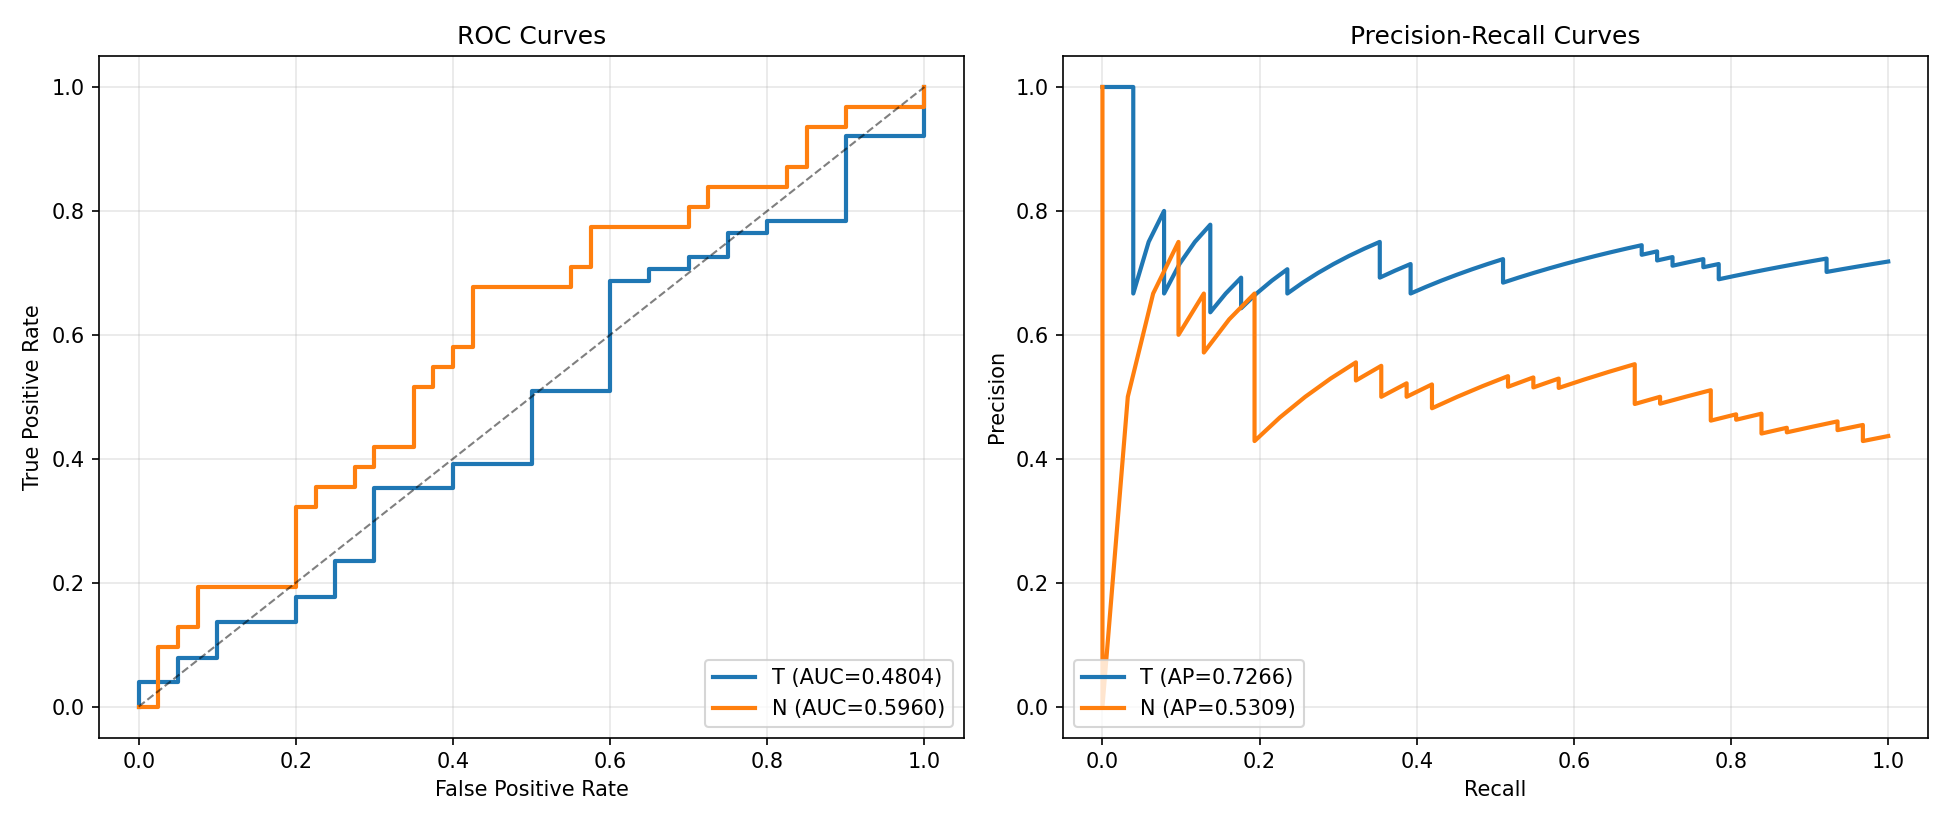 ROC Curves
True Positive Rate
1.0
0.8
0.6
0.4
0.2
0.0
T (AUC=0.4804)
N (AUC=0.5960)
0.0 0.2 0.4 0.6 0.8 1.0
False Positive Rate
Precision-Recall Curves
Precision
1.0
0.8
0.6
0.4
0.2
0.0
T (AP=0.7266)
N (AP=0.5309)
0.0 0.2 0.4 0.6 0.8 1.0
Recall